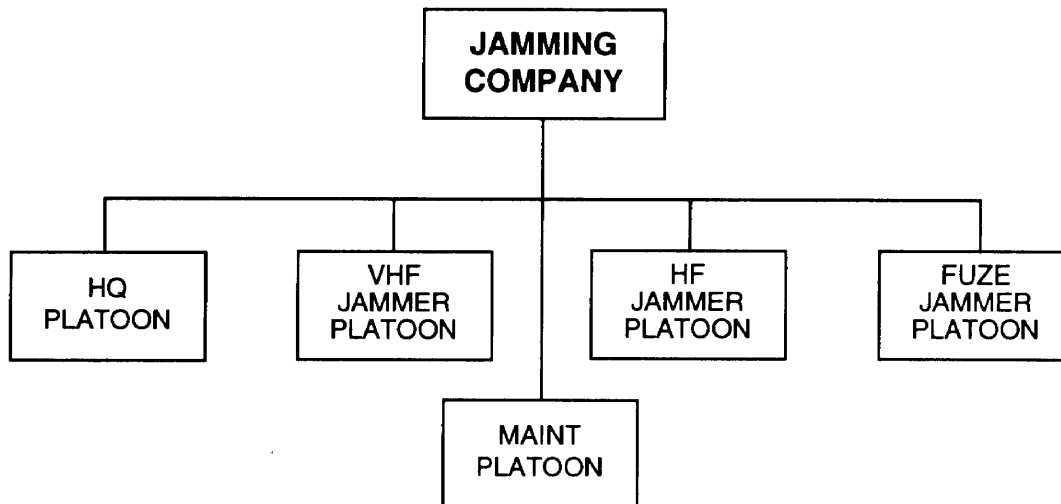 JAMMING
COMPANY
HQ
PLATOON
VHF
JAMMER
PLATOON
HF
JAMMER
PLATOON
FUZE
JAMMER
PLATOON
MAINT
PLATOON